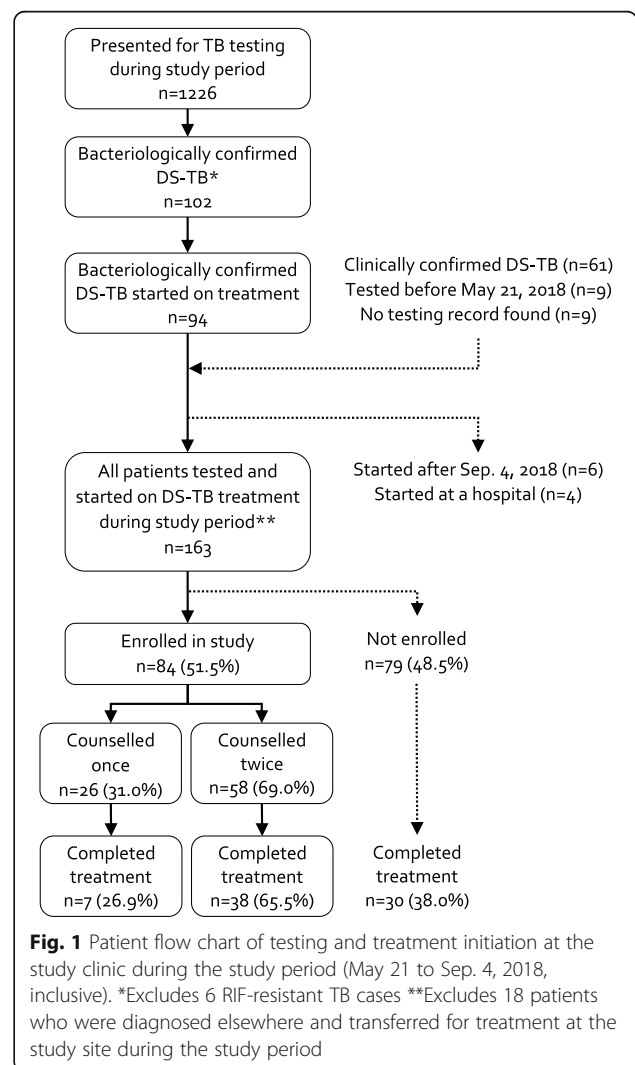 Presented for TB testing
during study period
n=1226
Bacteriologically confirmed
DS-TB*
n=102
Bacteriologically confirmed
DS-TB started on treatment
n=94
Clinically confirmed DS-TB (n=61)
Tested before May 21, 2018 (n=9)
No testing record found (n=9)
All patients tested and
started on DS-TB treatment
during study period**
n=163
Started after Sep. 4, 2018 (n=6)
Started at a hospital (n=4)
Enrolled in study
n=84 (51.5%)
Not enrolled
n=79 (48.5%)
Counselled
once
n=26 (31.0%)
Counselled
twice
n=58 (69.0%)
Completed
treatment
n=7 (26.9%)
Completed
treatment
n=38 (65.5%)
Completed
treatment
n=30 (38.0%)
Fig. 1 Patient flow chart of testing and treatment initiation at the
study clinic during the study period (May 21 to Sep. 4, 2018,
inclusive). *Excludes 6 RIF-resistant TB cases **Excludes 18 patients
who were diagnosed elsewhere and transferred for treatment at the
study site during the study period